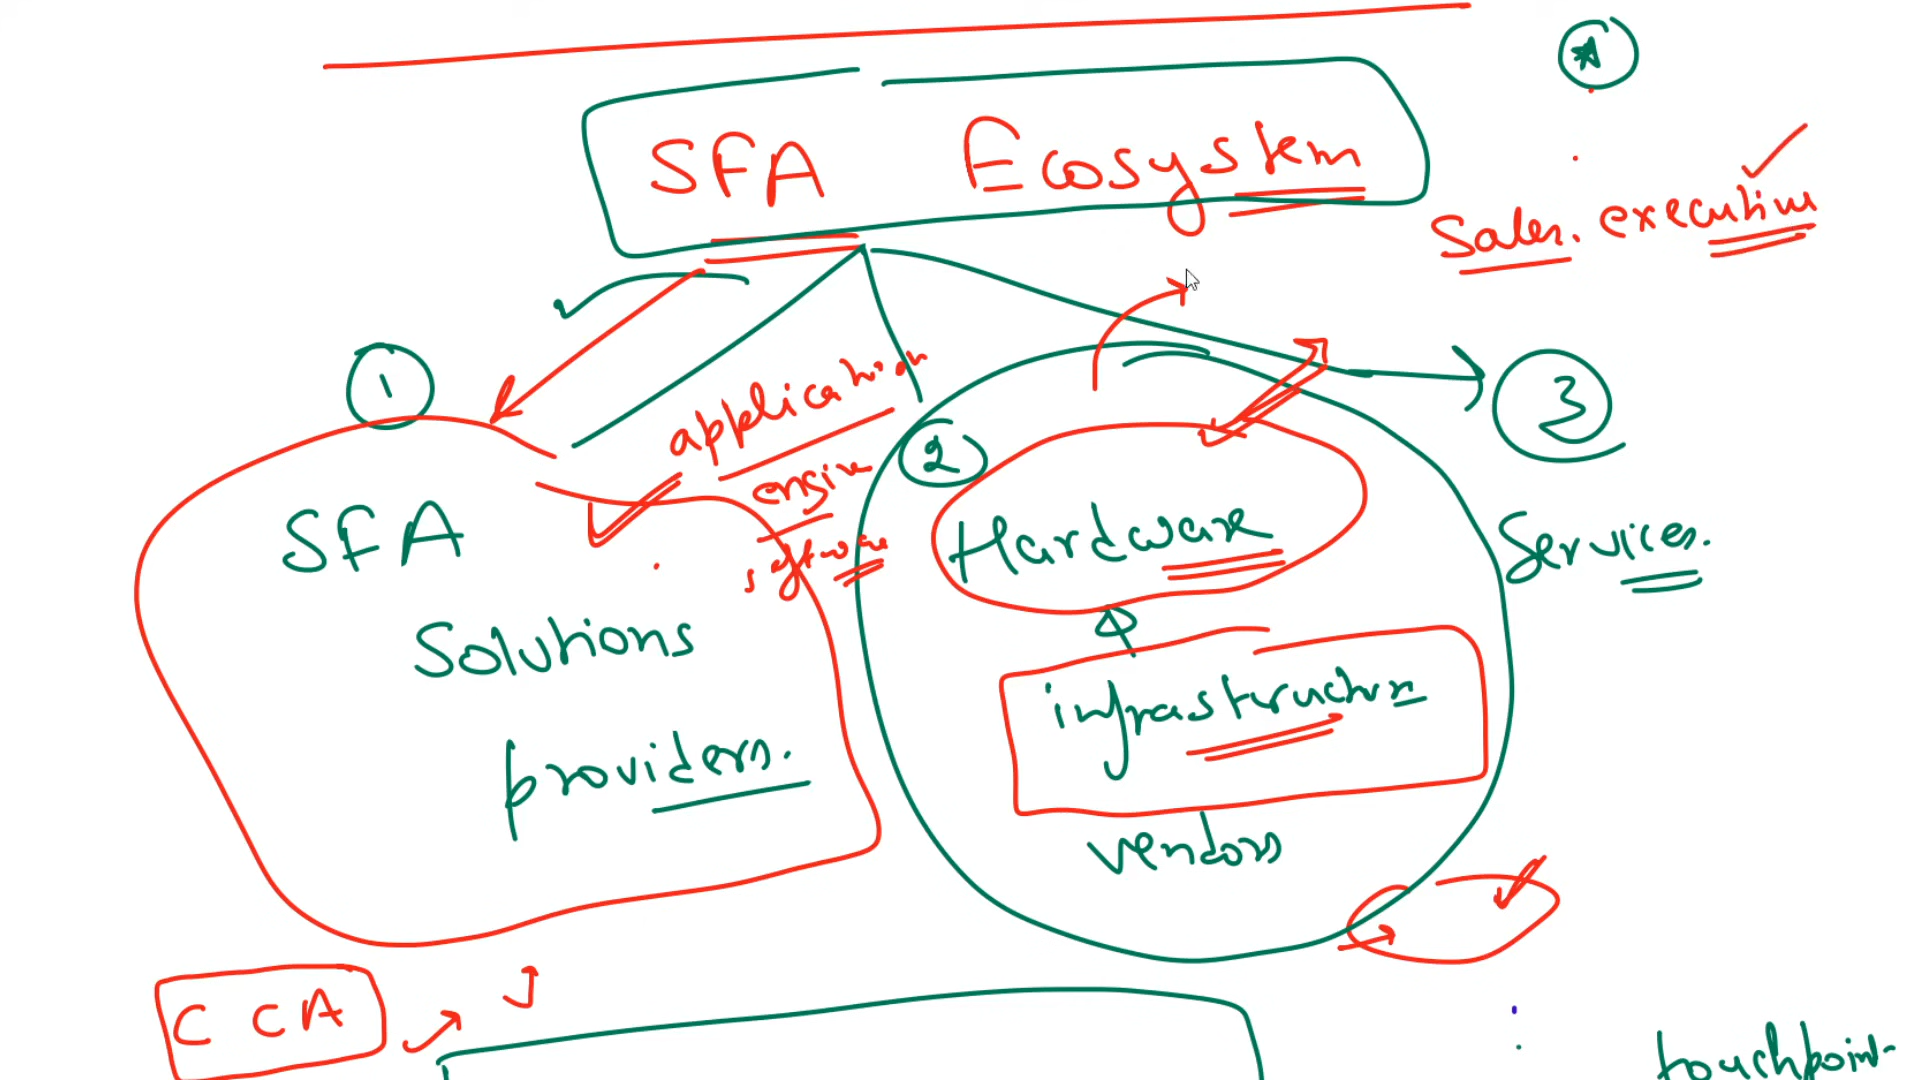 SFA Ecosystem
Sales. executive
1
application
engine
software
2
3
SFA
Solutions
providers.
Hardware
infrastructure
vendors
Services.
CCA
touchpoint